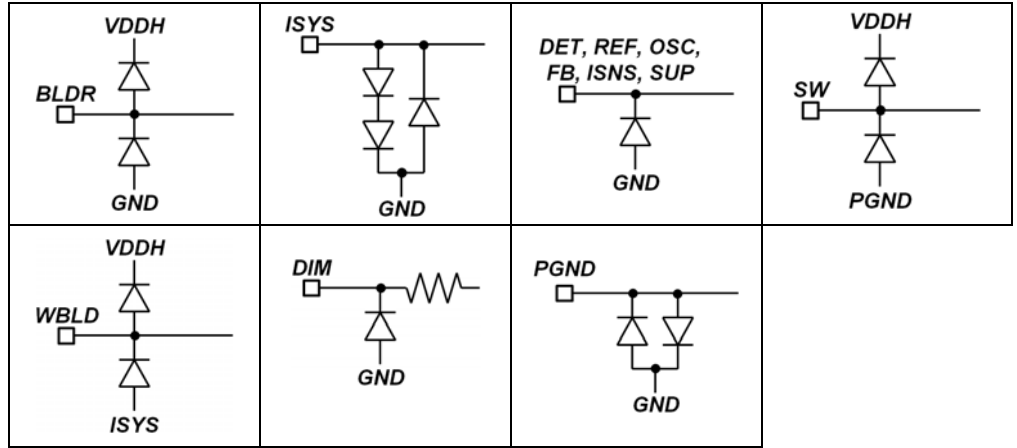 VDDH
BLDR
GND
ISYS
GND
DET, REF, OSC,
FB, ISNS, SUP
GND
VDDH
SW
PGND
VDDH
WBLD
ISYS
DIM
GND
PGND
GND